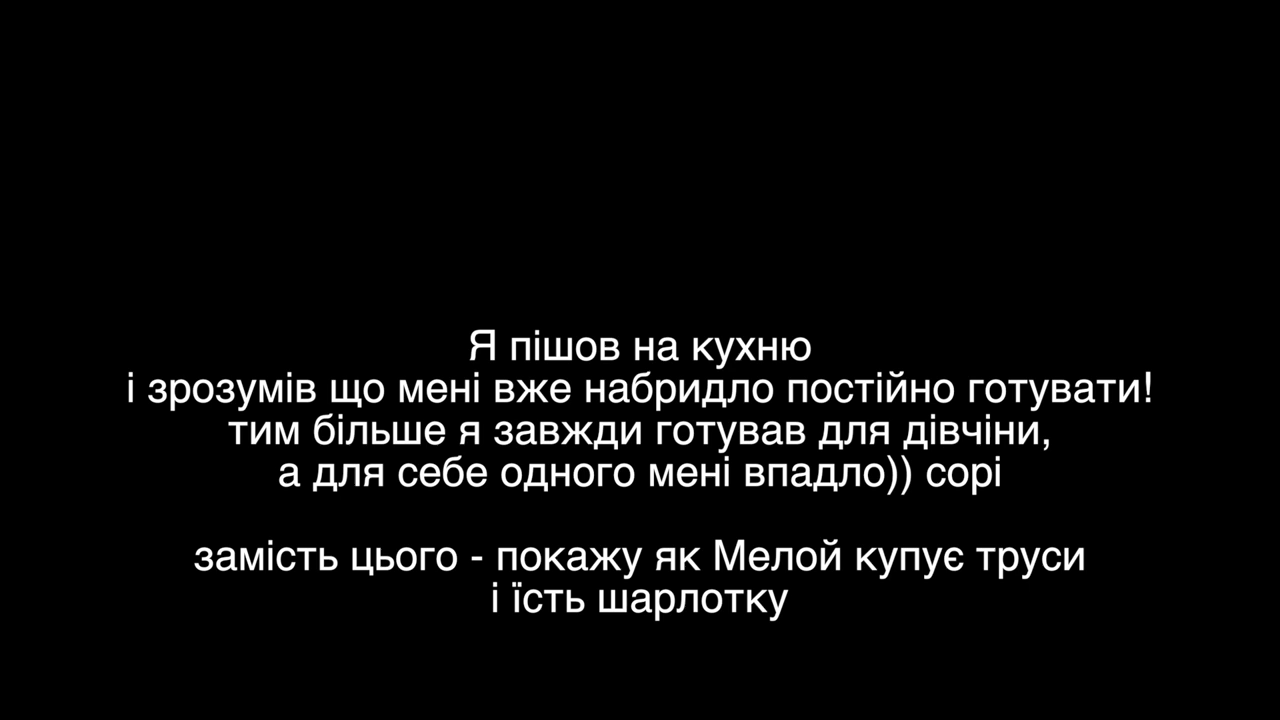 Я пішов на кухню
і зрозумів що мені вже набридло постійно готувати!
тим більше я завжди готував для дівчіни,
а для себе одного мені впадло)) сорі
замість цього - покажу як Мелой купує труси
і їсть шарлотку